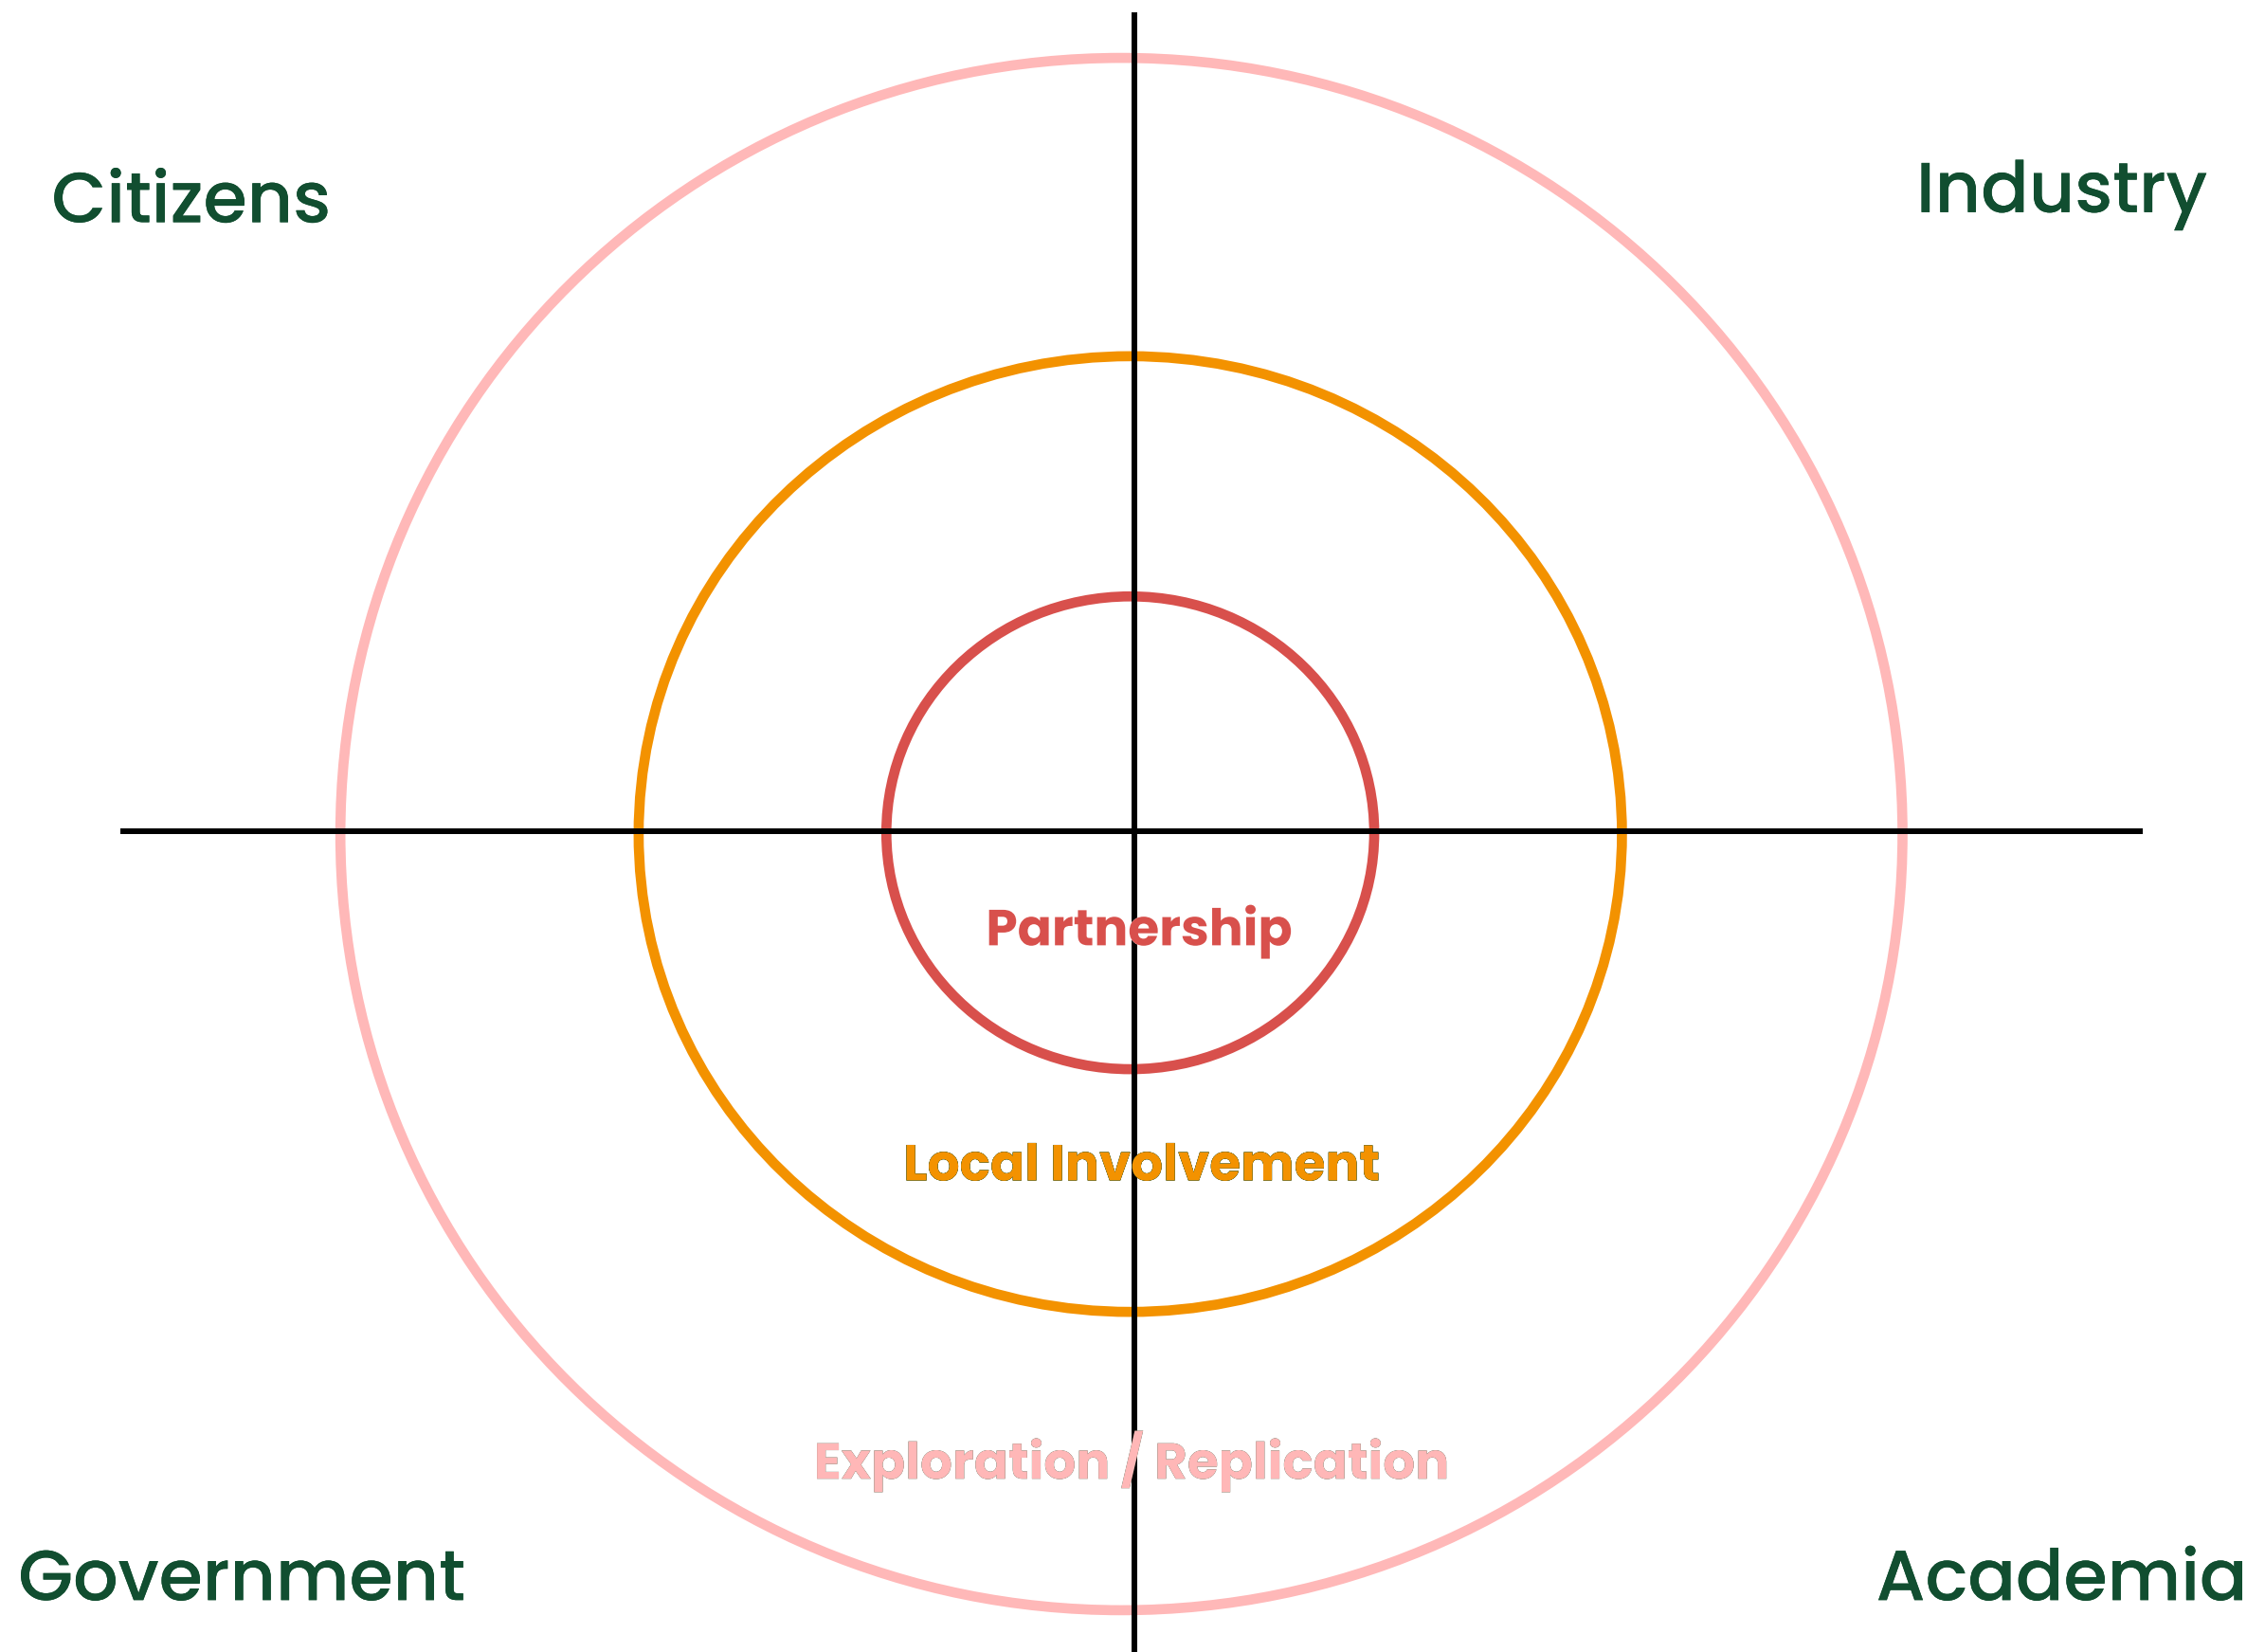 Citizens
Industry
Partnership
Local Involvement
Exploration / Replication
Government
Academia